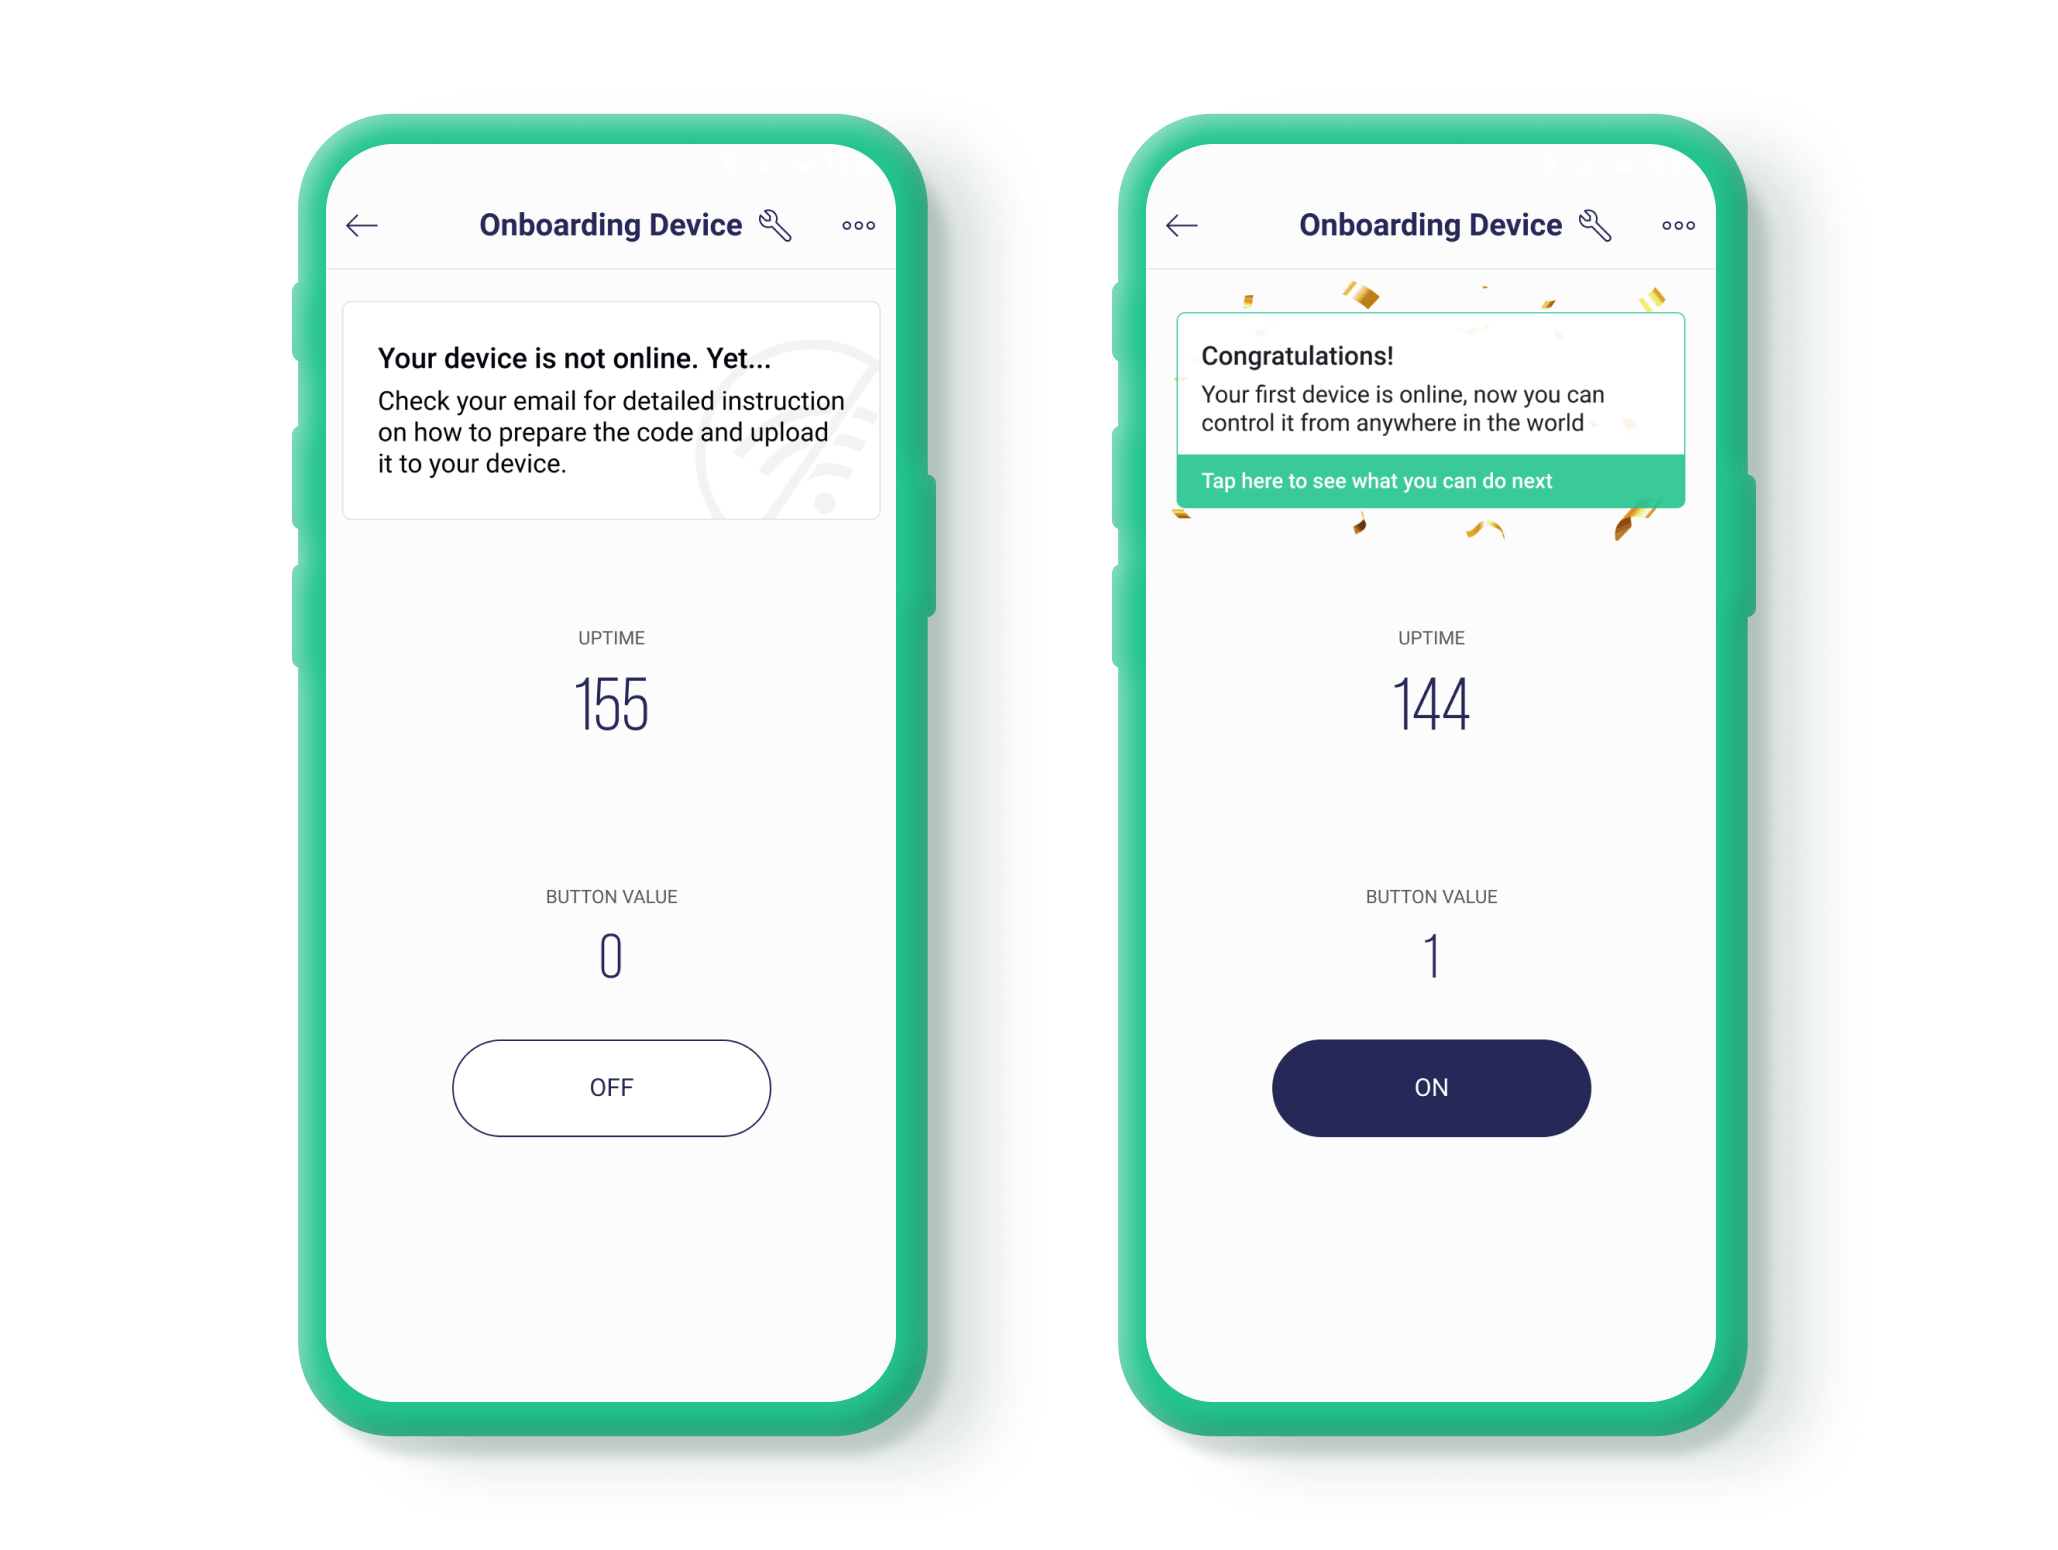 Onboarding Device
Your device is not online. Yet...
Check your email for detailed instruction
on how to prepare the code and upload
it to your device.
UPTIME
155
BUTTON VALUE
0
OFF
Onboarding Device
Congratulations!
Your first device is online, now you can
control it from anywhere in the world
Tap here to see what you can do next
UPTIME
144
BUTTON VALUE
1
ON